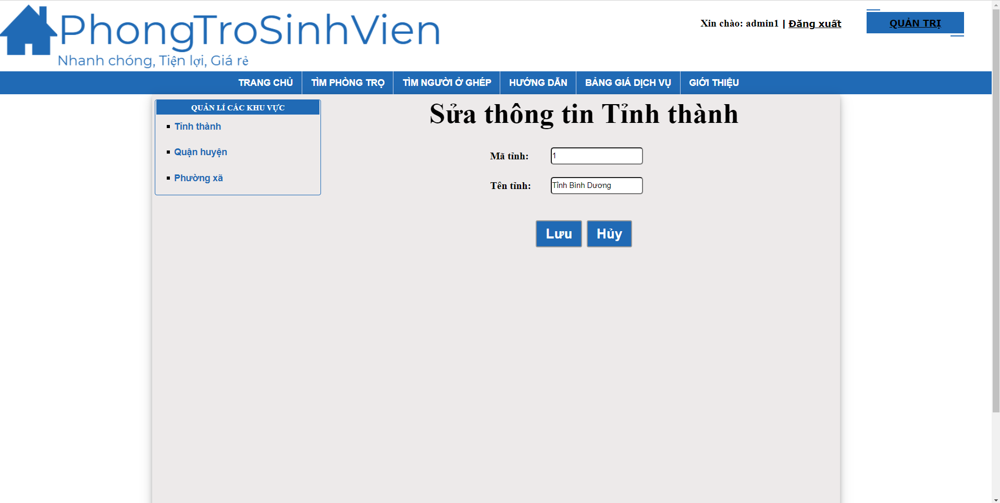 PhongTroSinhVien
Nhanh chóng, Tiện lợi, Giá rẻ
Xin chào: admin1 | Đăng xuất
QUẢN TRỊ
TRANG CHỦ
TÌM PHÒNG TRỌ
TÌM NGƯỜI Ở GHÉP
HƯỚNG DẪN
BẢNG GIÁ DỊCH VỤ
GIỚI THIỆU
QUẢN LÍ CÁC KHU VỰC
Tỉnh thành
Quận huyện
Phường xã
Sửa thông tin Tỉnh thành
Mã tỉnh: 1
Tên tỉnh: Tỉnh Bình Dương
Lưu Hủy